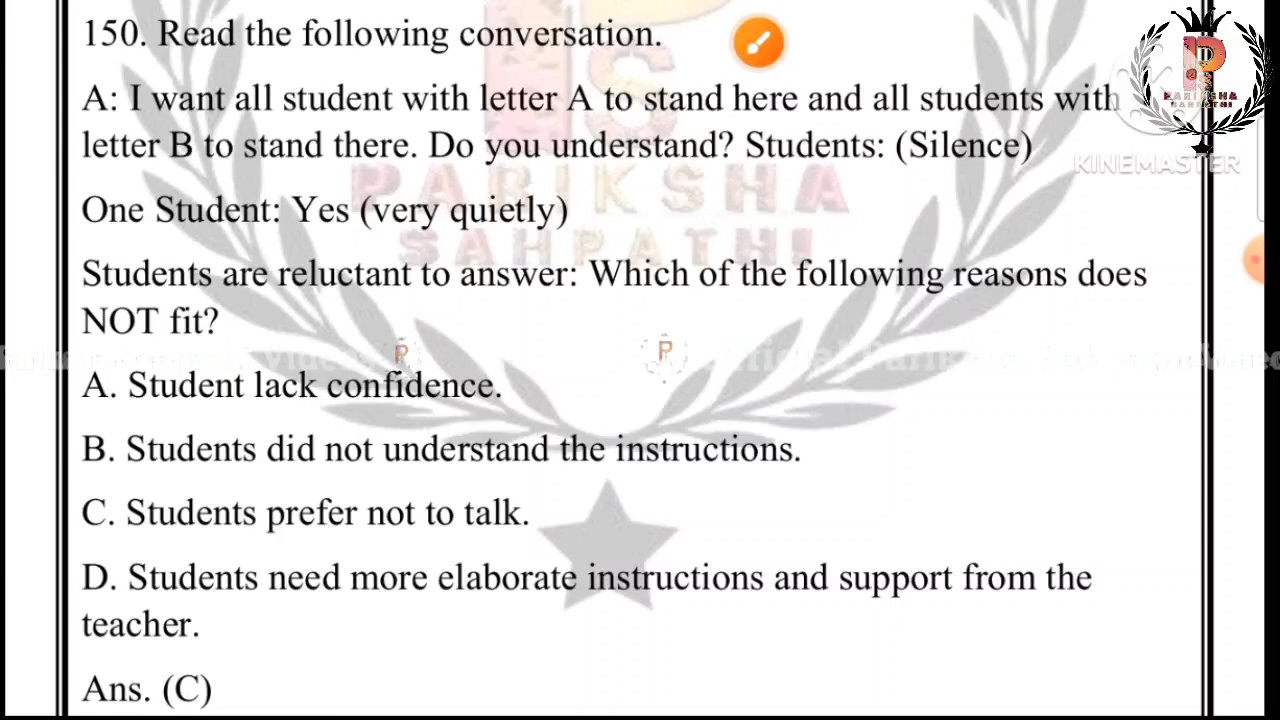 150. Read the following conversation.
A: I want all student with letter A to stand here and all students with
letter B to stand there. Do you understand? Students: (Silence)
KINEMASTER
One Student: Yes (very quietly)
PARIKSHA
SAHPATHI
Students are reluctant to answer: Which of the following reasons does
NOT fit?
A. Student lack confidence.
B. Students did not understand the instructions.
C. Students prefer not to talk.
D. Students need more elaborate instructions and support from the
teacher.
Ans. (C)